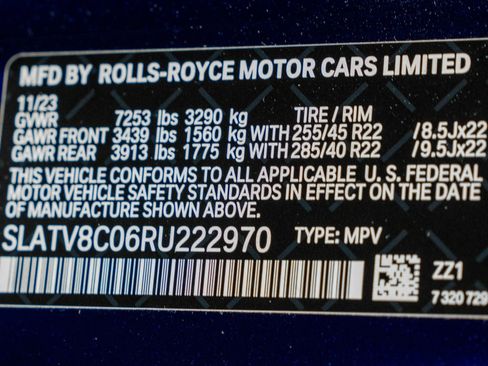 MFD BY ROLLS-ROYCE MOTOR CARS LIMITED
11/23
GVWR 7253 lbs 3290 kg TIRE / RIM
GAWR FRONT 3439 lbs 1560 kg WITH 255/45 R22 /8.5Jx22
GAWR REAR 3913 lbs 1775 kg WITH 285/40 R22 /9.5Jx22
THIS VEHICLE CONFORMS TO ALL APPLICABLE U. S. FEDERAL
MOTOR VEHICLE SAFETY STANDARDS IN EFFECT ON THE DATE
OF MANUFACTURE SHOWN ABOVE.
SLATV8C06RU222970 TYPE: MPV
ZZ1
7 320 729